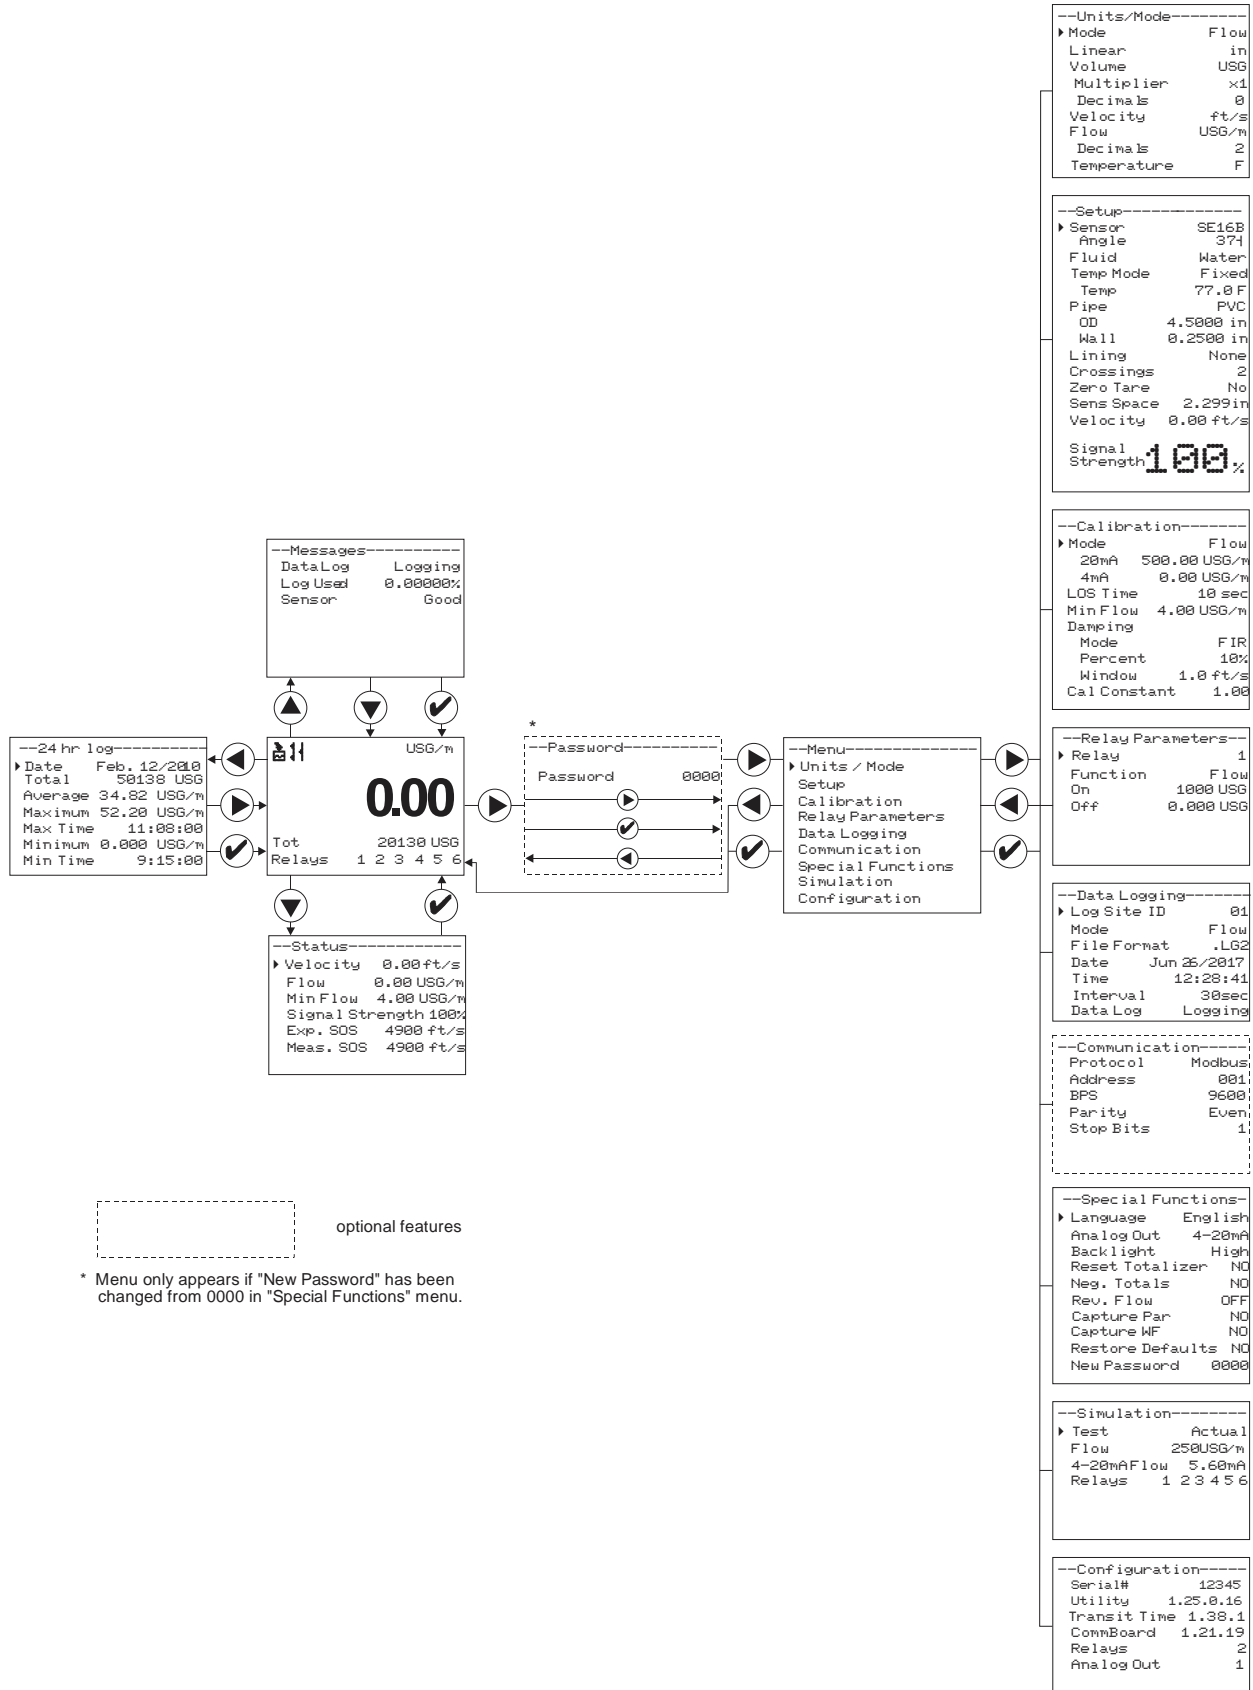 --Units/Mode--------
Mode Flow
Linear in
Volume USG
Multiplier x1
Decimals 0
Velocity ft/s
Flow USG/m
Decimals 2
Temperature F
--Setup-------------
Sensor SE16B
Angle 374
Fluid Water
Temp Mode Fixed
Temp 77.0 F
Pipe PVC
OD 4.5000 in
Wall 0.2500 in
Lining None
Crossings 2
Zero Tare No
Sens Space 2.299in
Velocity 0.00 ft/s
Signal
Strength 100%
--Calibration-------
Mode Flow
20mA 500.00 USG/m
4mA 0.00 USG/m
LOS Time 10 sec
Min Flow 4.00 USG/m
Damping
Mode FIR
Percent 10%
Window 1.0 ft/s
Cal Constant 1.00
--Messages----------
DataLog Logging
Log Used 0.00000%
Sensor Good
--24 hr log----------
Date Feb. 12/2010
Total 50138 USG
Average 34.82 USG/m
Maximum 52.20 USG/m
Max Time 11:08:00
Minimum 0.000 USG/m
Min Time 9:15:00
USG/m
0.00
Tot 20130 USG
Relays 1 2 3 4 5 6
*
--Password----------
Password 0000
--Menu--------------
Units / Mode
Setup
Calibration
Relay Parameters
Data Logging
Communication
Special Functions
Simulation
Configuration
--Relay Parameters--
Relay 1
Function Flow
On 1000 USG
Off 0.000 USG
--Status------------
Velocity 0.00ft/s
Flow 0.00 USG/m
Min Flow 4.00 USG/m
Signal Strength 100%
Exp. SOS 4900 ft/s
Meas. SOS 4900 ft/s
--Data Logging-------
Log Site ID 01
Mode Flow
File Format .LG2
Date Jun 26/2017
Time 12:28:41
Interval 30sec
Data Log Logging
--Communication-----
Protocol Modbus
Address 001
BPS 9600
Parity Even
Stop Bits 1
--Special Functions-
Language English
Analog Out 4-20mA
Backlight High
Reset Totalizer NO
Neg. Totals NO
Rev. Flow OFF
Capture Par NO
Capture WF NO
Restore Defaults NO
New Password 0000
optional features
* Menu only appears if "New Password" has been
changed from 0000 in "Special Functions" menu.
--Simulation--------
Test Actual
Flow 250USG/m
4-20mAFlow 5.60mA
Relays 1 2 3 4 5 6
--Configuration-----
Serial# 12345
Utility 1.25.0.16
Transit Time 1.38.1
CommBoard 1.21.19
Relays 2
Analog Out 1